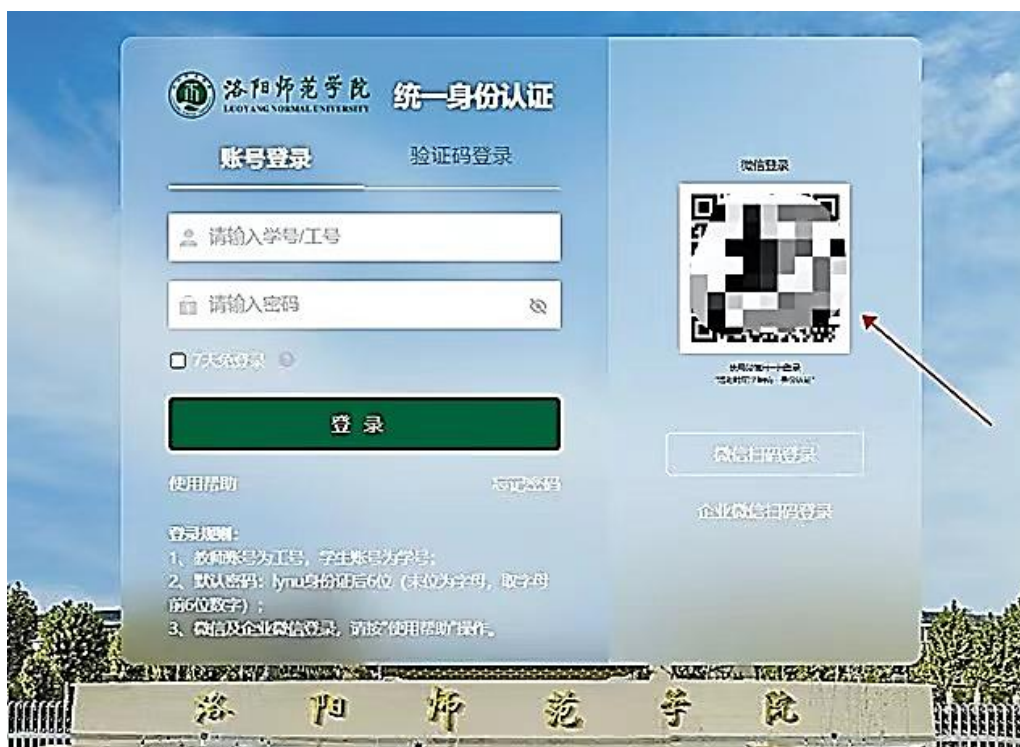 洛阳师范学院 统一身份认证
LUOYANG NORMAL UNIVERSITY
账号登录 验证码登录
请输入学号/工号
请输入密码
7天免登录
登 录
使用帮助 忘记密码
登录规则：
1、教师账号为工号，学生账号为学号；
2、默认密码：lynu身份证后6位（末位为字母，取字母
前6位数字）；
3、微信及企业微信登录，请按"使用帮助"操作。
微信登录
微信扫码登录
企业微信扫码登录
洛阳师范学院